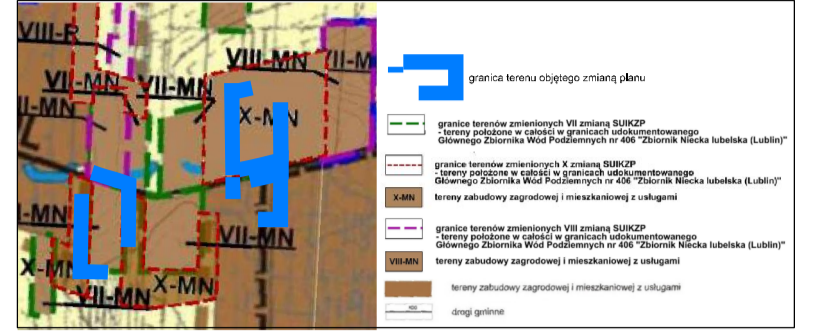 VIII-R
VIII-MN
VII-M
VII-MN
VII-MN
II-MN
X-MN
I-MN
VII-MN
X-MN
VII-MN
X-MN
granica terenu objętego zmianą planu
granice terenów zmienionych VII zmianą SUIKZP
- tereny położone w całości w granicach udokumentowanego
Głównego Zbiornika Wód Podziemnych nr 406 "Zbiornik Niecka lubelska (Lublin)"
granice terenów zmienionych X zmianą SUIKZP
- tereny położone w całości w granicach udokumentowanego
Głównego Zbiornika Wód Podziemnych nr 406 "Zbiornik Niecka lubelska (Lublin)"
X-MN tereny zabudowy zagrodowej i mieszkaniowej z usługami
granice terenów zmienionych VIII zmianą SUIKZP
- tereny położone w całości w granicach udokumentowanego
Głównego Zbiornika Wód Podziemnych nr 406 "Zbiornik Niecka lubelska (Lublin)"
VIII-MN tereny zabudowy zagrodowej i mieszkaniowej z usługami
tereny zabudowy zagrodowej i mieszkaniowej z usługami
drogi gminne